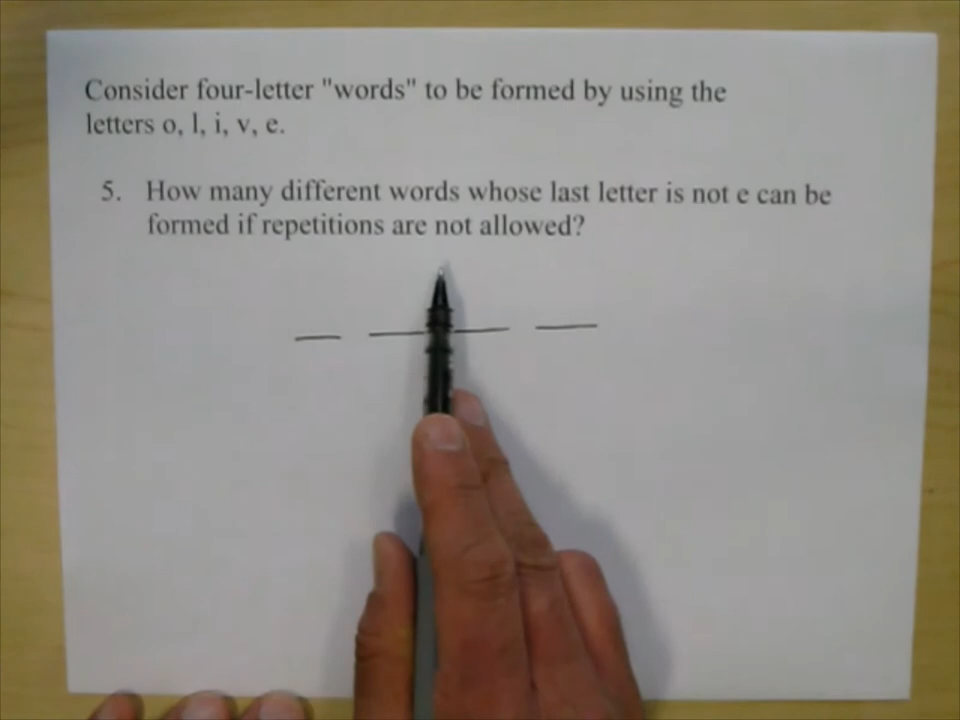 Consider four-letter "words" to be formed by using the
letters o, l, i, v, e.
5. How many different words whose last letter is not e can be
formed if repetitions are not allowed?